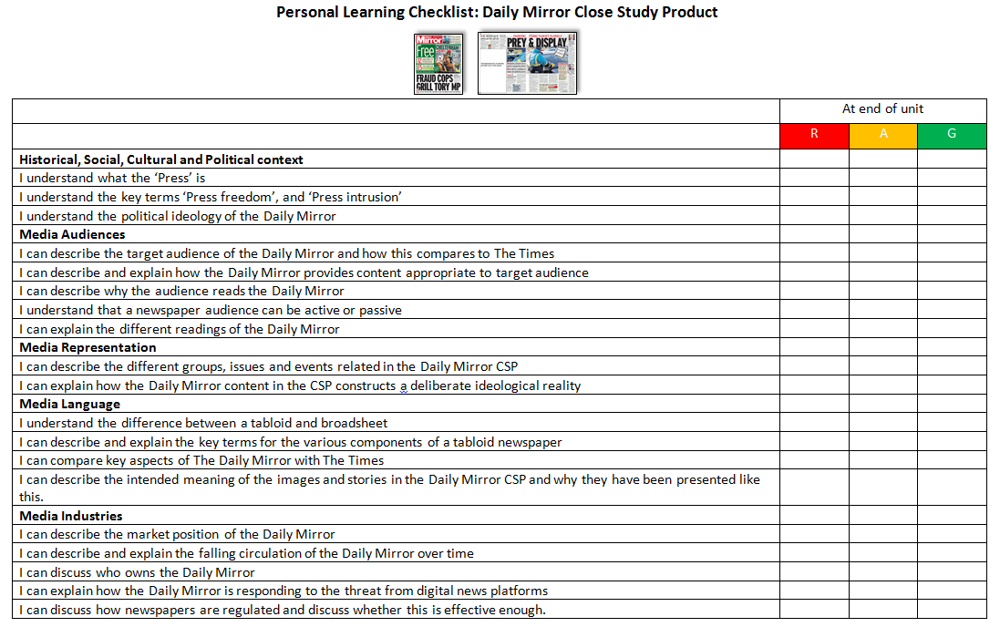 Personal Learning Checklist: Daily Mirror Close Study Product
Mirror
Free
CHELTENHAM
FRAUD COPS
GRILL TORY MP
PREY & DISPLAY
At end of unit
R A G
Historical, Social, Cultural and Political context
I understand what the ‘Press’ is
I understand the key terms ‘Press freedom’, and ‘Press intrusion’
I understand the political ideology of the Daily Mirror
Media Audiences
I can describe the target audience of the Daily Mirror and how this compares to The Times
I can describe and explain how the Daily Mirror provides content appropriate to target audience
I can describe why the audience reads the Daily Mirror
I understand that a newspaper audience can be active or passive
I can explain the different readings of the Daily Mirror
Media Representation
I can describe the different groups, issues and events related in the Daily Mirror CSP
I can explain how the Daily Mirror content in the CSP constructs a deliberate ideological reality
Media Language
I understand the difference between a tabloid and broadsheet
I can describe and explain the key terms for the various components of a tabloid newspaper
I can compare key aspects of The Daily Mirror with The Times
I can describe the intended meaning of the images and stories in the Daily Mirror CSP and why they have been presented like
this.
Media Industries
I can describe the market position of the Daily Mirror
I can describe and explain the falling circulation of the Daily Mirror over time
I can discuss who owns the Daily Mirror
I can explain how the Daily Mirror is responding to the threat from digital news platforms
I can discuss how newspapers are regulated and discuss whether this is effective enough.